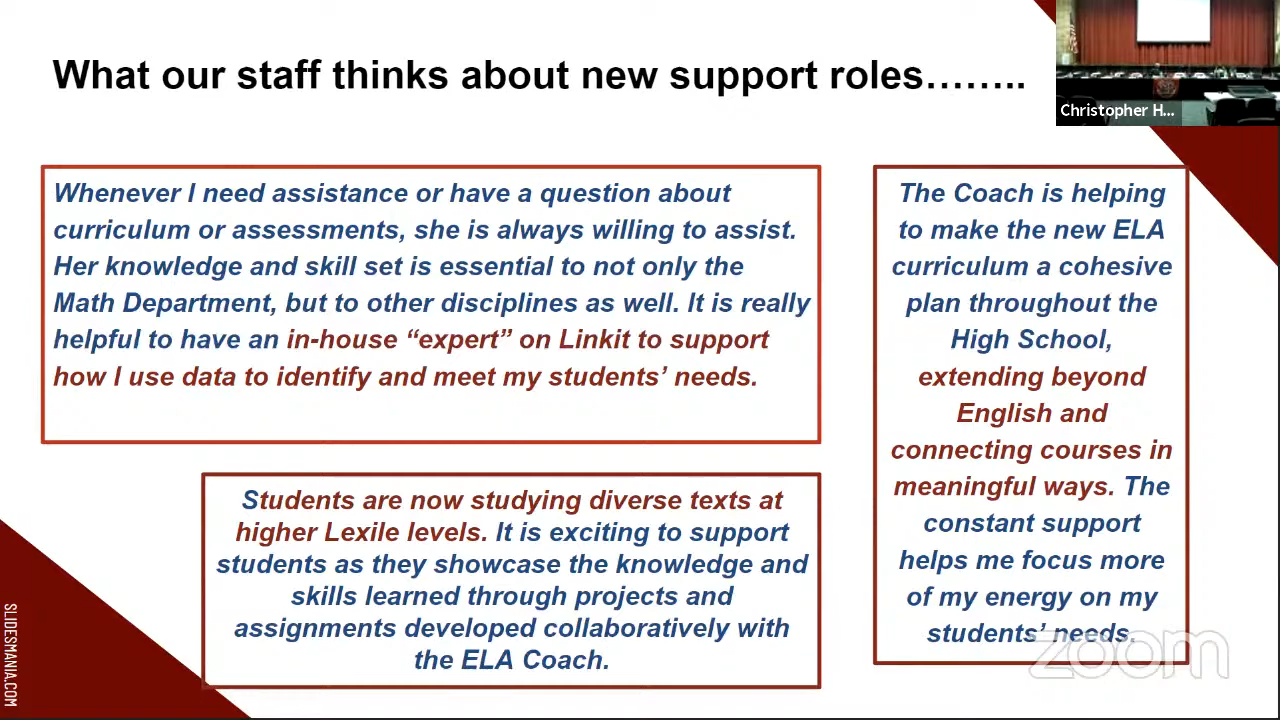 What our staff thinks about new support roles……..
Christopher H...
Whenever I need assistance or have a question about
curriculum or assessments, she is always willing to assist.
Her knowledge and skill set is essential to not only the
Math Department, but to other disciplines as well. It is really
helpful to have an in-house “expert” on Linkit to support
how I use data to identify and meet my students’ needs.
The Coach is helping
to make the new ELA
curriculum a cohesive
plan throughout the
High School,
extending beyond
English and
connecting courses in
meaningful ways. The
constant support
helps me focus more
of my energy on my
students’ needs.
Students are now studying diverse texts at
higher Lexile levels. It is exciting to support
students as they showcase the knowledge and
skills learned through projects and
assignments developed collaboratively with
the ELA Coach.
SLIDESMANIA.COM
zoom